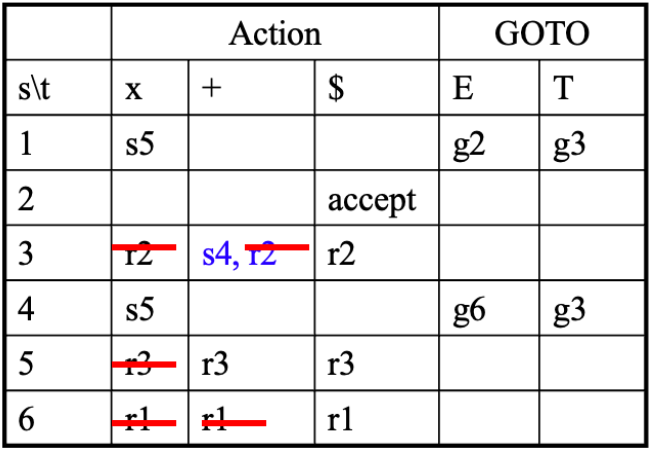 Action GOTO
s\t x + $ E T
1 s5 g2 g3
2 accept
3 r2 s4, r2 r2
4 s5 g6 g3
5 r3 r3 r3
6 r1 r1 r1